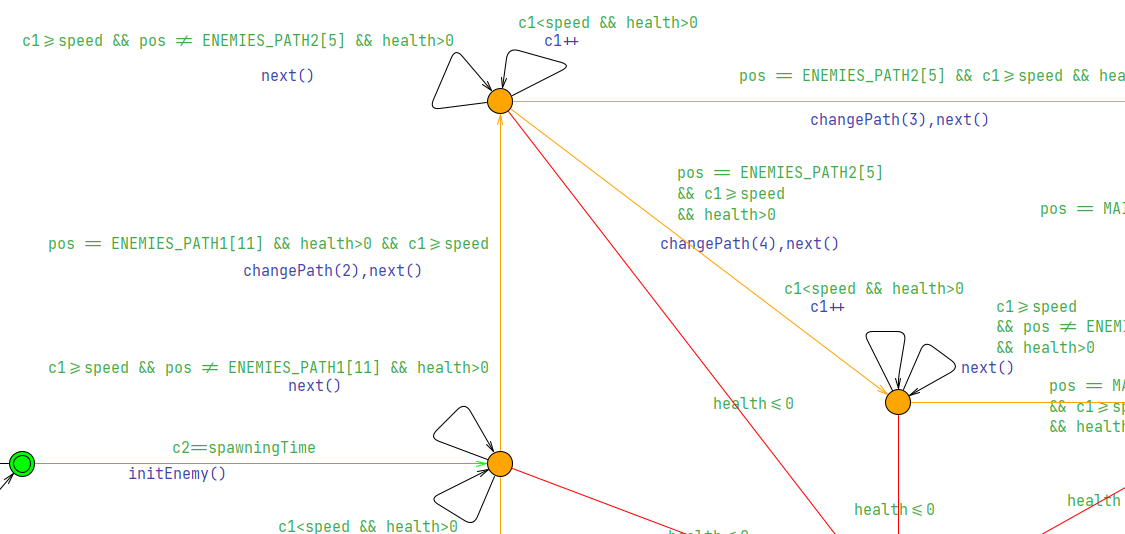 c1<speed && health>0
c1≥speed && pos ≠ ENEMIES_PATH2[5] && health>0
c1++
next()
pos == ENEMIES_PATH2[5] && c1≥speed && hea
changePath(3),next()
pos == ENEMIES_PATH2[5]
&& c1≥speed
&& health>0
changePath(4),next()
pos == MAI
pos == ENEMIES_PATH1[11] && health>0 && c1≥speed
changePath(2),next()
c1<speed && health>0
c1++
c1≥speed
&& pos ≠ ENEMI
&& health>0
next()
c1≥speed && pos ≠ ENEMIES_PATH1[11] && health>0
next()
pos == MA
&& c1≥sp
&& health
health≤0
c2==spawningTime
initEnemy()
health
health≤0
c1<speed && health>0
health≤0